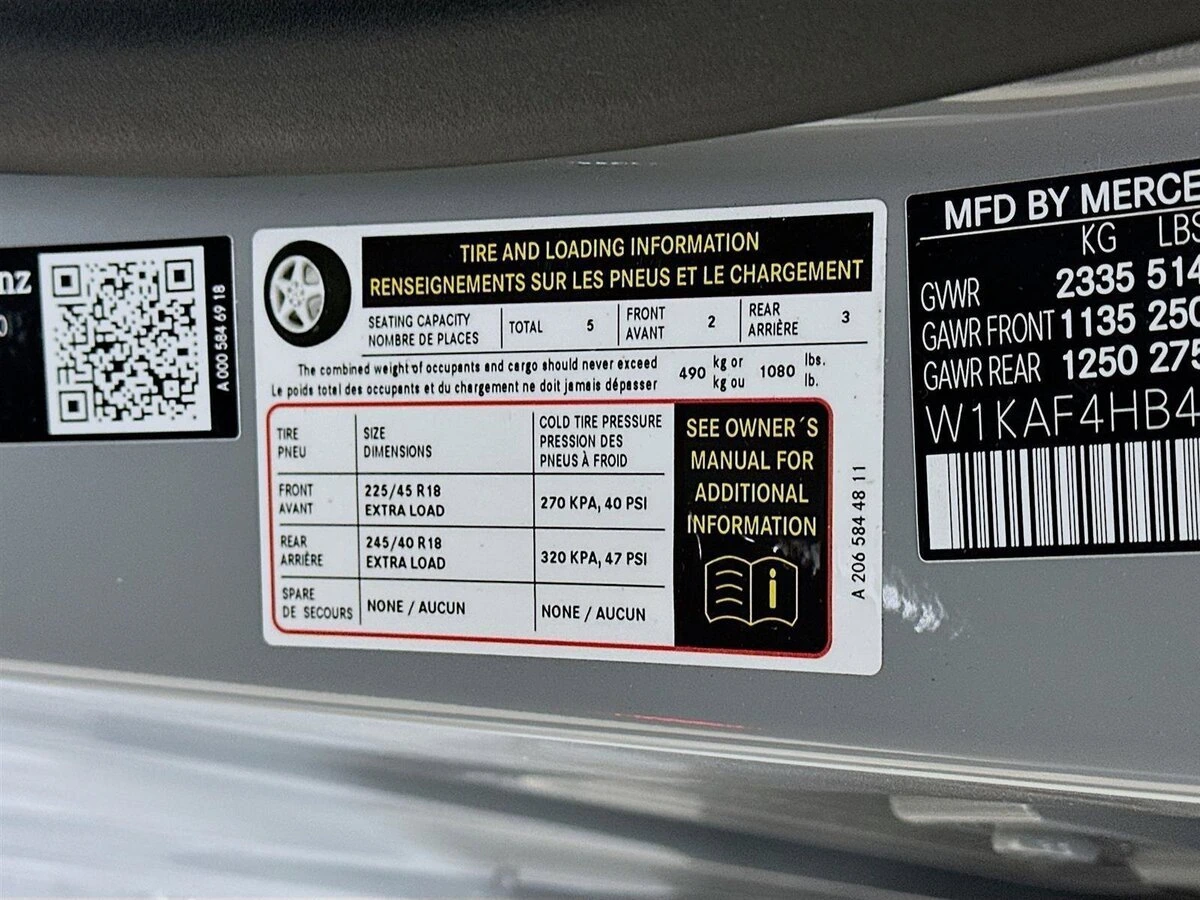 nz
0
A 000 584 69 18
TIRE AND LOADING INFORMATION
RENSEIGNEMENTS SUR LES PNEUS ET LE CHARGEMENT
SEATING CAPACITY
NOMBRE DE PLACES
TOTAL 5
FRONT
AVANT
2
REAR
ARRIÈRE
3
The combined weight of occupants and cargo should never exceed
Le poids total des occupants et du chargement ne doit jamais dépasser
490 kg or 1080 lbs.
kg ou lb.
TIRE
PNEU
SIZE
DIMENSIONS
COLD TIRE PRESSURE
PRESSION DES
PNEUS À FROID
FRONT
AVANT
225/45 R18
EXTRA LOAD
270 KPA, 40 PSI
REAR
ARRIÈRE
245/40 R18
EXTRA LOAD
320 KPA, 47 PSI
SPARE
DE SECOURS
NONE / AUCUN
NONE / AUCUN
SEE OWNER´S
MANUAL FOR
ADDITIONAL
INFORMATION
i
A 206 584 48 11
MFD BY MERCE
KG LBS
GVWR 2335 514
GAWR FRONT 1135 250
GAWR REAR 1250 275
W1KAF4HB4